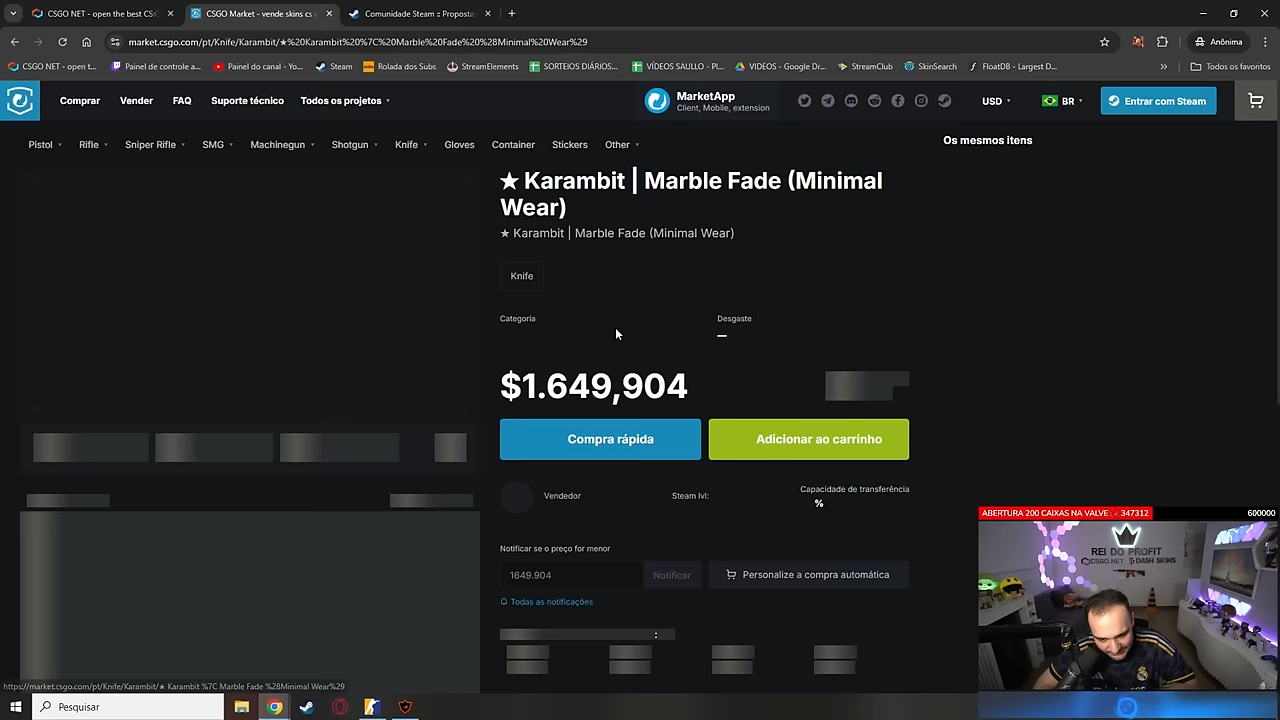 CSGO NET - open the best CS:
CSGO Market - vende skins cs g
Comunidade Steam :: Proposta
market.csgo.com/pt/Knife/Karambit/★%20Karambit%20%7C%20Marble%20Fade%20%28Minimal%20Wear%29
Anônima
CSGO NET - open t...
Painel de controle a...
Painel do canal - Yo...
Steam
Rolada dos Subs
StreamElements
SORTEIOS DIÁRIOS...
VÍDEOS SAULLO - PI...
VIDEOS - Google Dr...
StreamClub
SkinSearch
FloatDB - Largest D...
»
Todos os favoritos
Comprar
Vender
FAQ
Suporte técnico
Todos os projetos
MarketApp
Client, Mobile, extension
USD
BR
Entrar com Steam
Pistol
Rifle
Sniper Rifle
SMG
Machinegun
Shotgun
Knife
Gloves
Container
Stickers
Other
Os mesmos itens
★ Karambit | Marble Fade (Minimal
Wear)
★ Karambit | Marble Fade (Minimal Wear)
Knife
Categoria
Desgaste
—
$1.649,904
Compra rápida
Adicionar ao carrinho
Vendedor
Steam lvl:
Capacidade de transferência
%
Notificar se o preço for menor
1649.904
Notificar
Personalize a compra automática
Todas as notificações
:
ABERTURA 200 CAIXAS NA VALVE
347312
600000
REI DO PROFIT
CSGO.NET
DASH SKINS
https://market.csgo.com/pt/Knife/Karambit/★ Karambit %7C Marble Fade %28Minimal Wear%29
Pesquisar